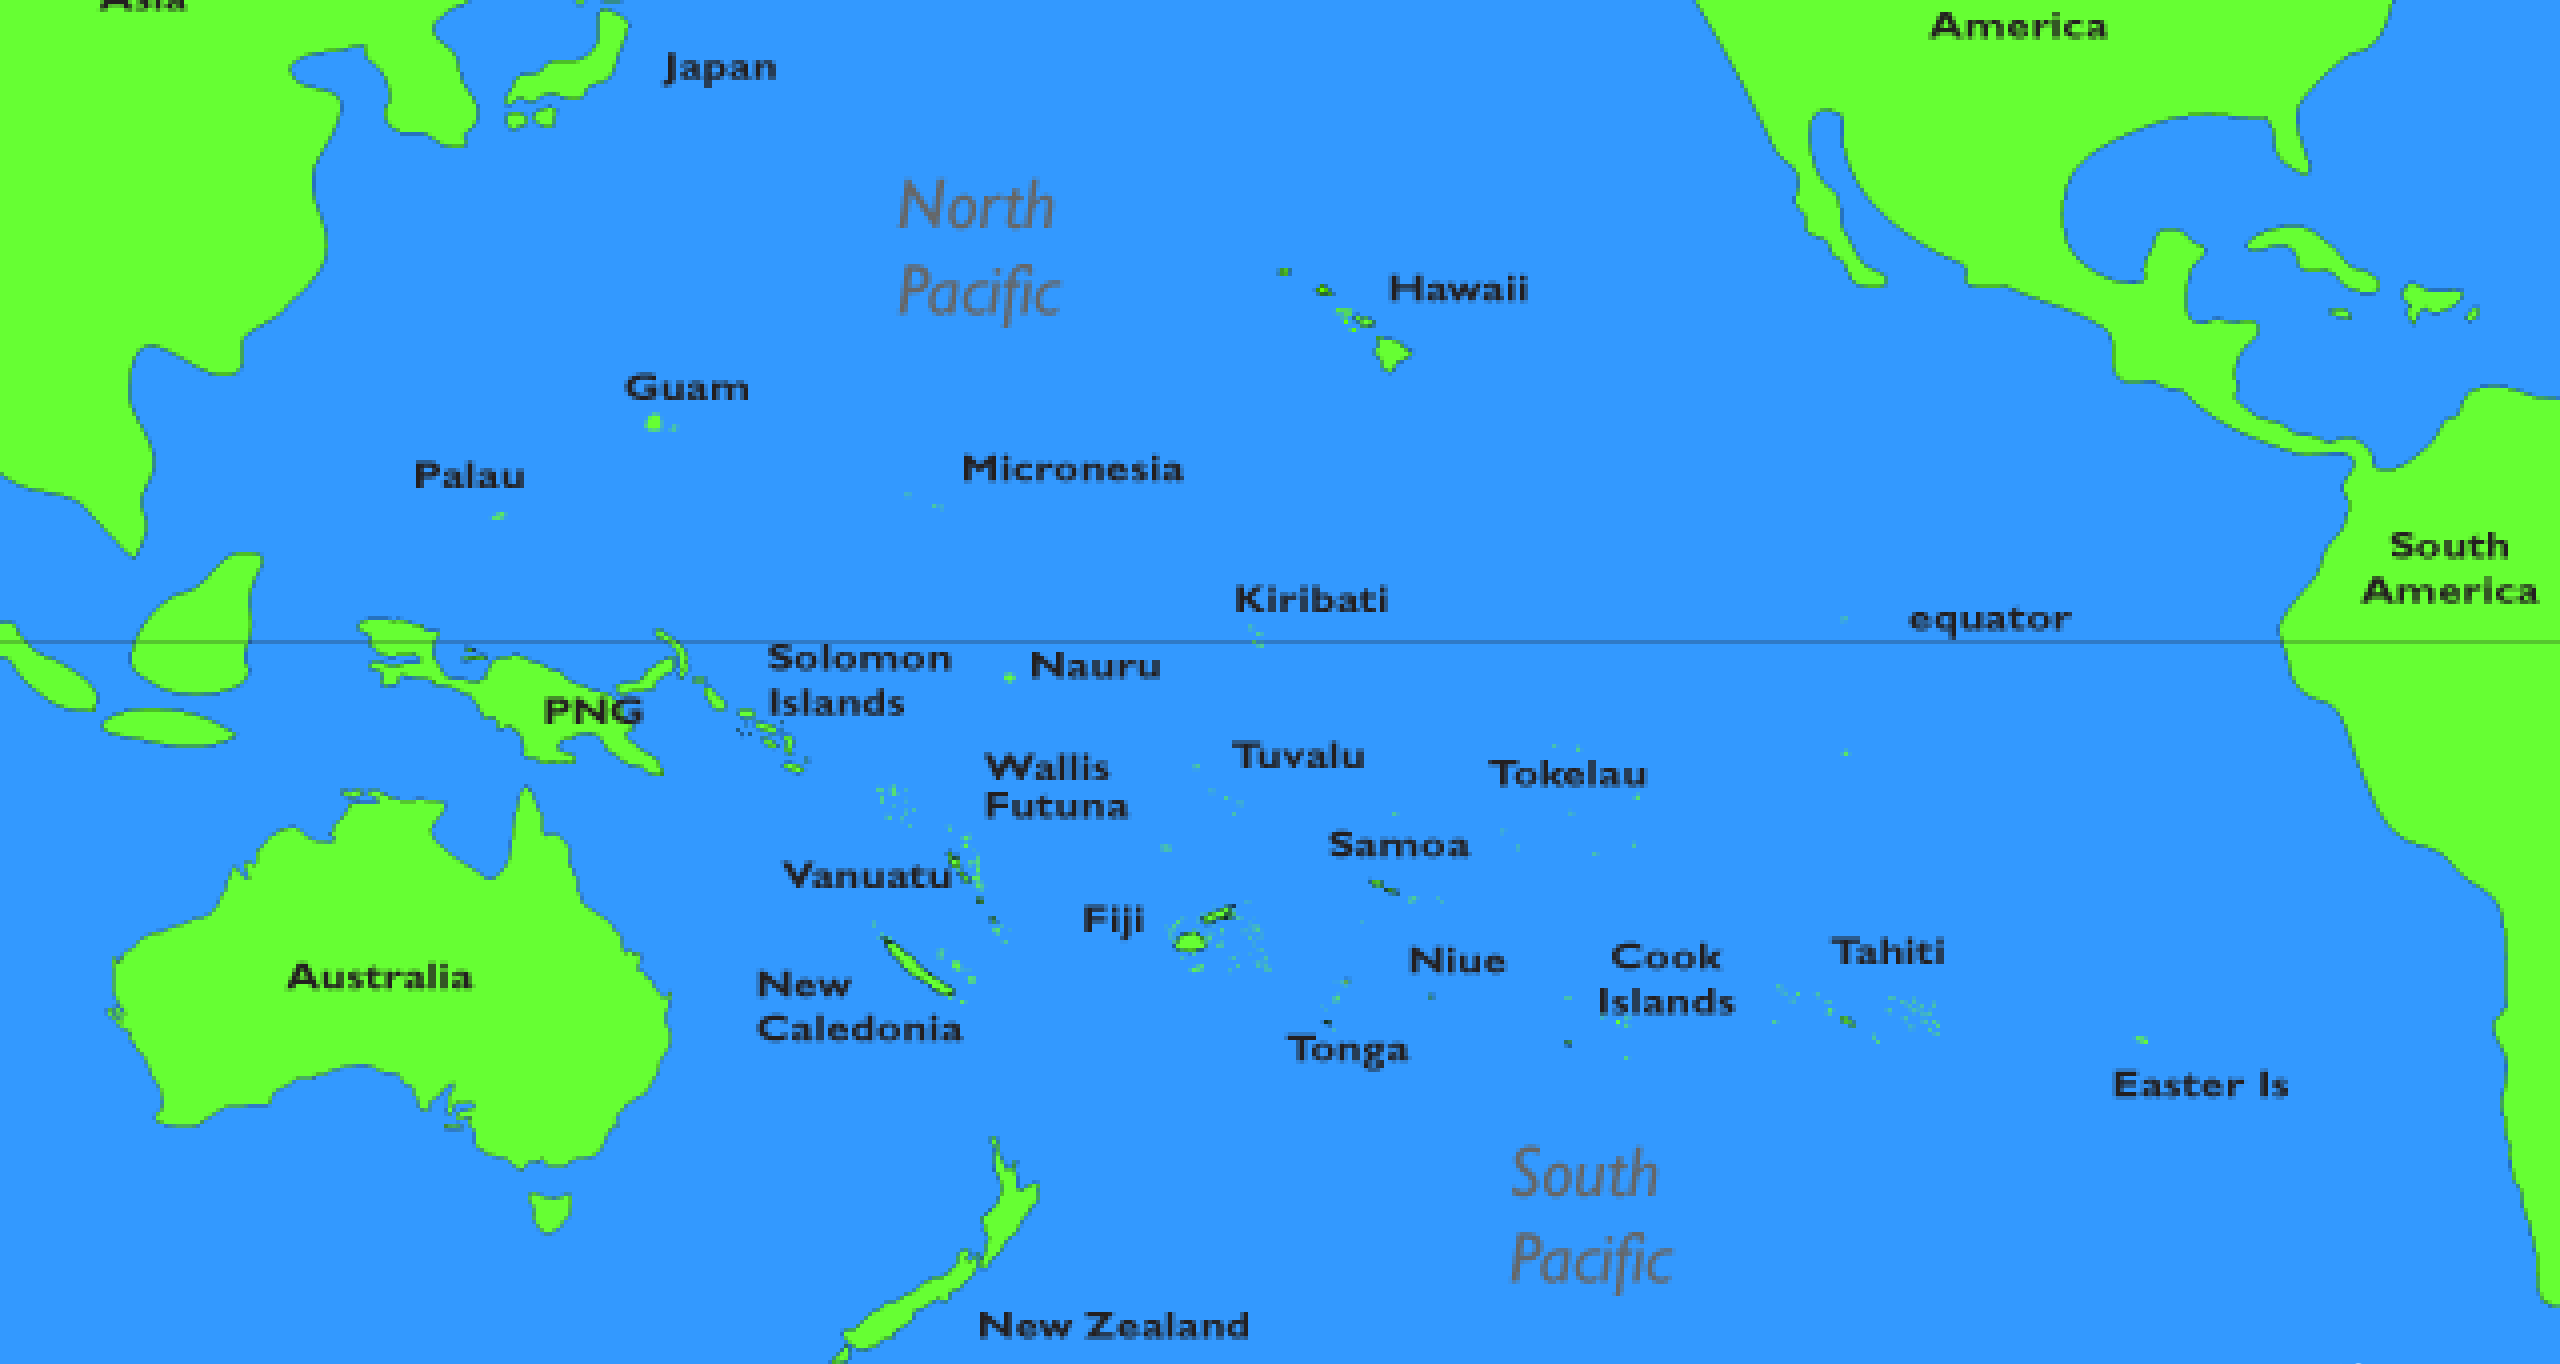 Asia
America
Japan
North
Pacific
Hawaii
Guam
Palau
Micronesia
South
America
Kiribati
equator
Solomon
Islands
Nauru
PNG
Wallis
Futuna
Tuvalu
Tokelau
Samoa
Vanuatu
Fiji
Australia
New
Caledonia
Niue
Cook
Islands
Tahiti
Tonga
Easter Is
South
Pacific
New Zealand